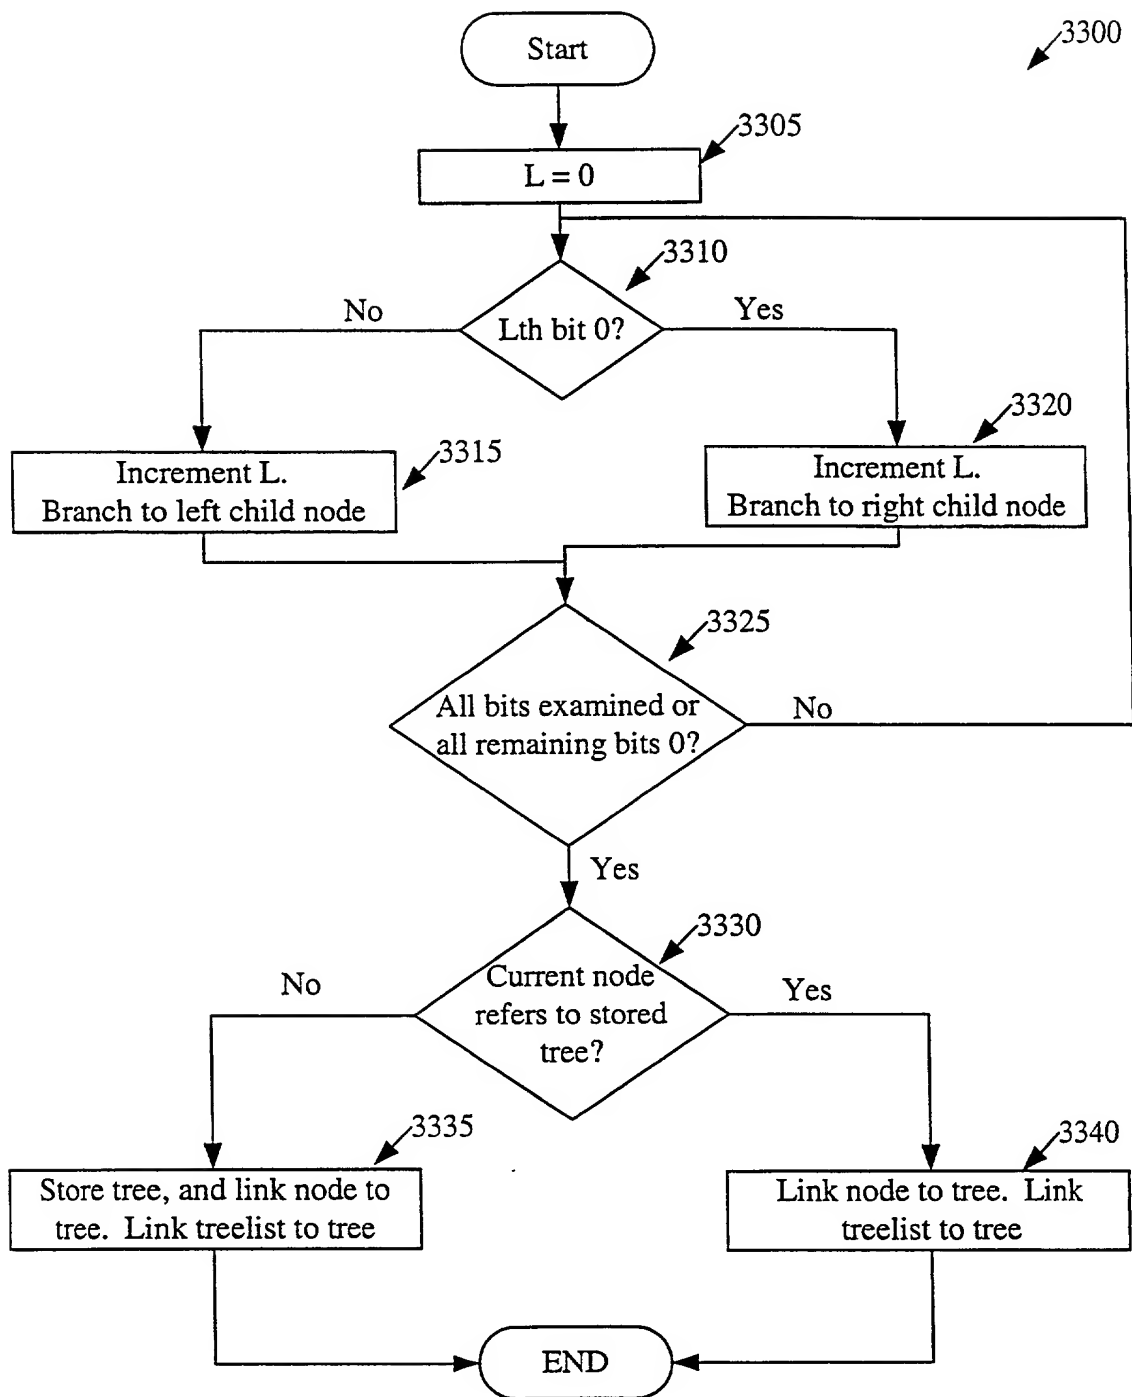 Start
3300
3305
L = 0
3310
No
Lth bit 0?
Yes
3315
Increment L.
Branch to left child node
3320
Increment L.
Branch to right child node
3325
All bits examined or
all remaining bits 0?
No
Yes
3330
No
Current node
refers to stored
tree?
Yes
3335
Store tree, and link node to
tree. Link treelist to tree
3340
Link node to tree. Link
treelist to tree
END